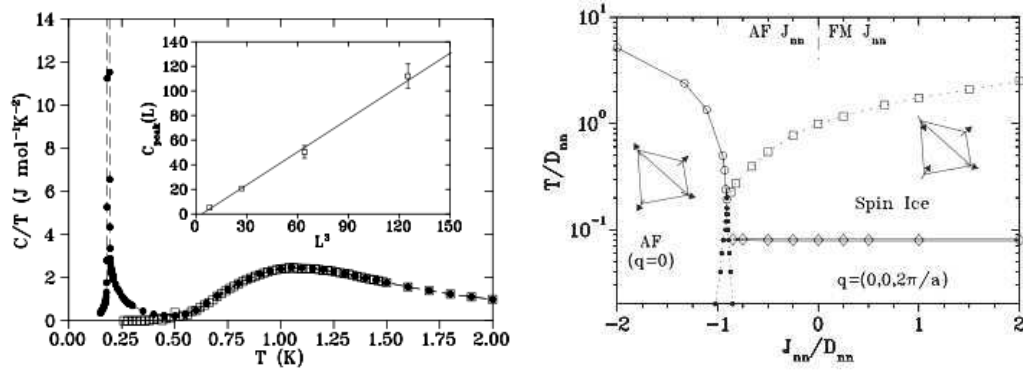 C/T (J mol⁻¹K⁻²)
14
12
10
8
6
4
2
0
0.00 0.25 0.50 0.75 1.00 1.25 1.50 1.75 2.00
T (K)
C_peak(L)
140
120
100
80
60
40
20
0
0 30 60 90 120 150
L³
T/D_nn
10¹
10⁰
10⁻¹
AF J_nn FM J_nn
Spin Ice
AF
(q=0)
q=(0,0,2π/a)
-2 -1 0 1 2
J_nn/D_nn